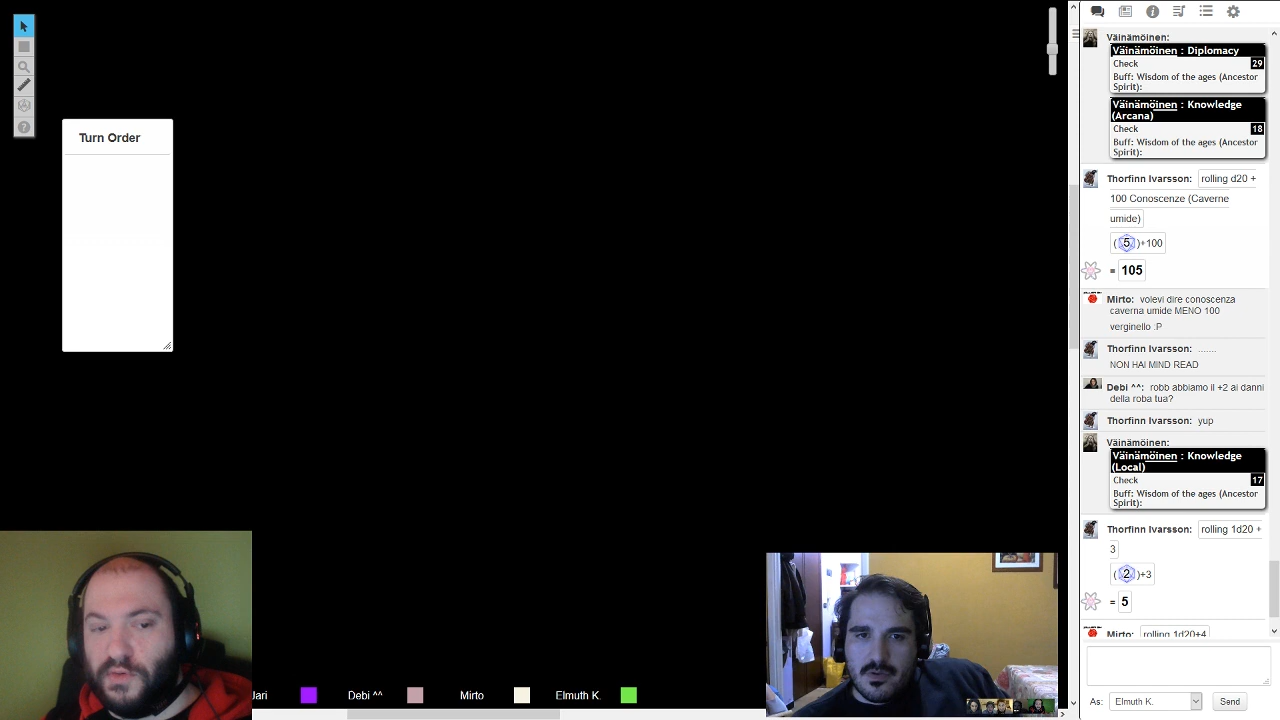 Turn Order
Jari
Debi ^^
Mirto
Elmuth K.
Väinämöinen:
Väinämöinen : Diplomacy
Check 29
Buff: Wisdom of the ages (Ancestor
Spirit):
Väinämöinen : Knowledge
(Arcana)
Check 18
Buff: Wisdom of the ages (Ancestor
Spirit):
Thorfinn Ivarsson: rolling d20 +
100 Conoscenze (Caverne
umide)
(5)+100
= 105
Mirto: volevi dire conoscenza
caverna umide MENO 100
verginello :P
Thorfinn Ivarsson: .......
NON HAI MIND READ
Debi ^^: robb abbiamo il +2 ai danni
della roba tua?
Thorfinn Ivarsson: yup
Väinämöinen:
Väinämöinen : Knowledge
(Local)
Check 17
Buff: Wisdom of the ages (Ancestor
Spirit):
Thorfinn Ivarsson: rolling 1d20 +
3
(2)+3
= 5
Mirto: rolling 1d20+4
As: Elmuth K. Send